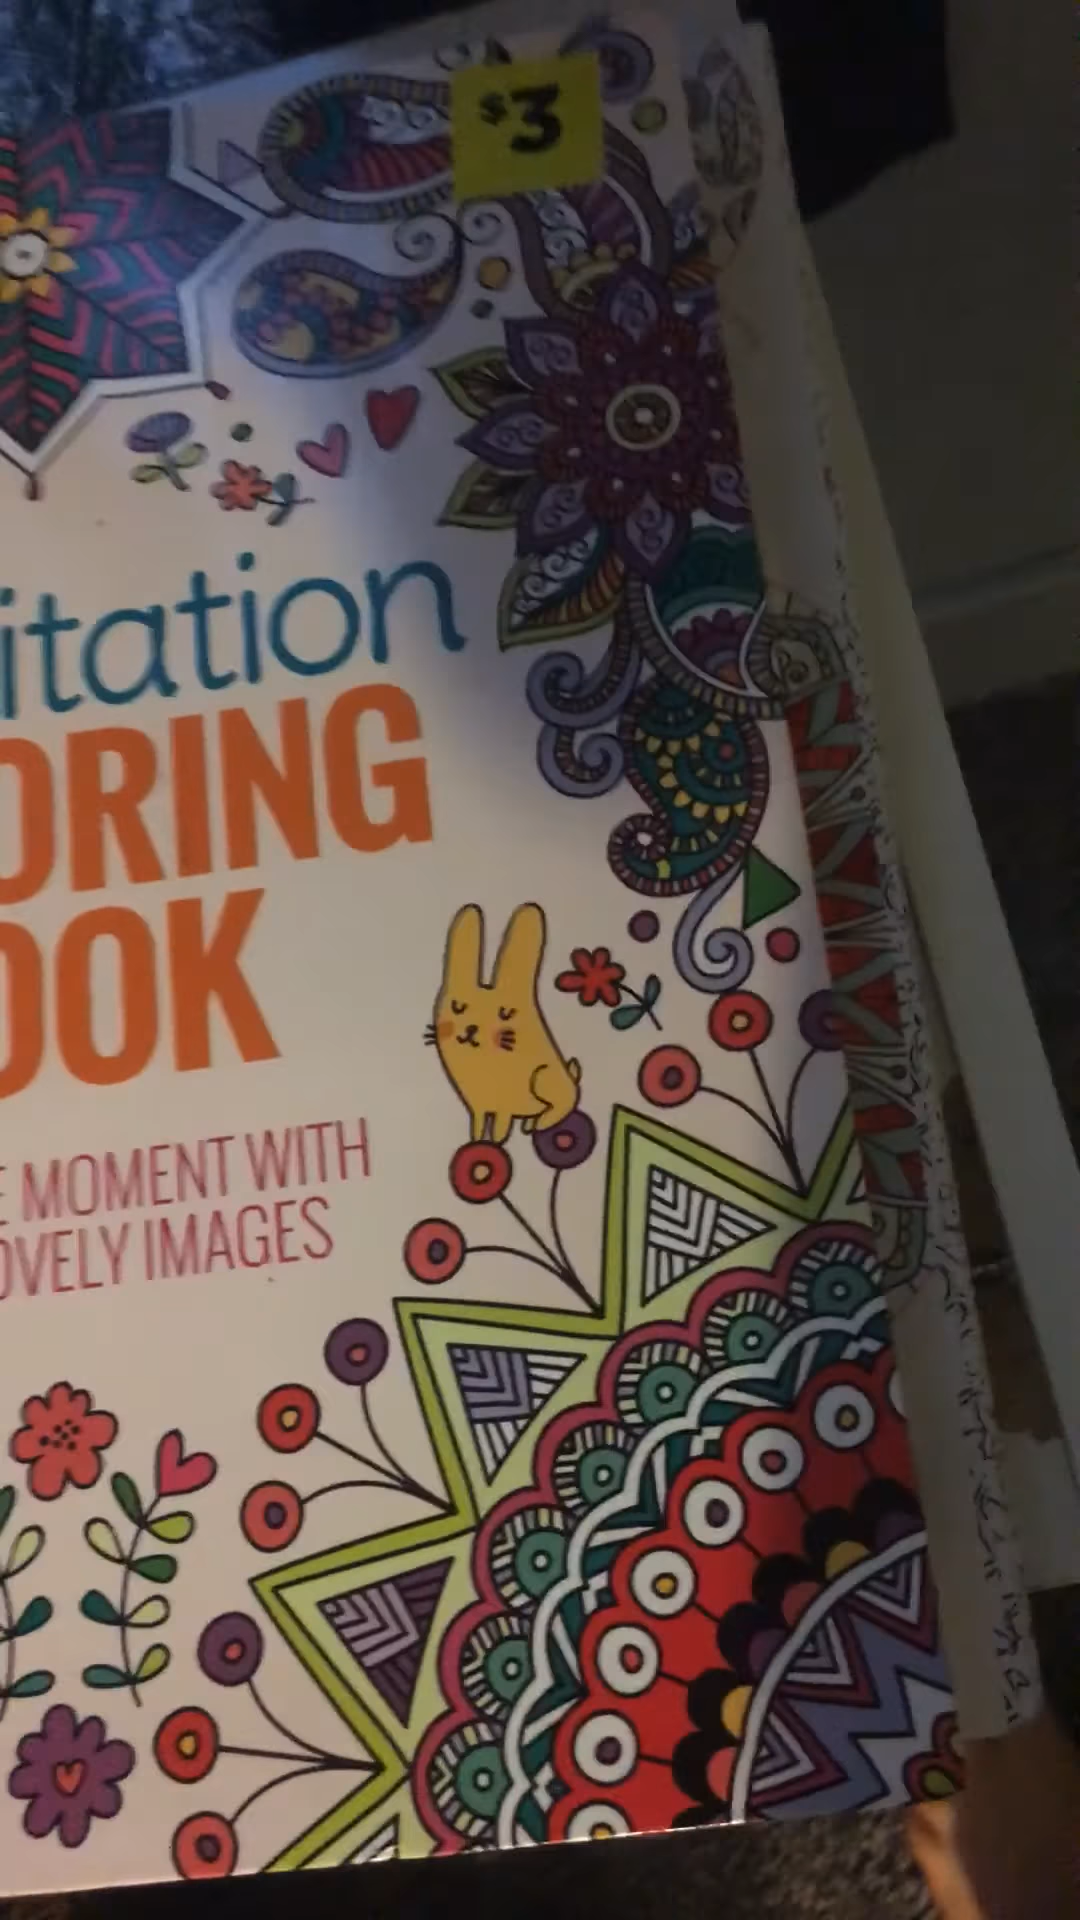 $3
itation
ORING
OOK
E MOMENT WITH
OVELY IMAGES